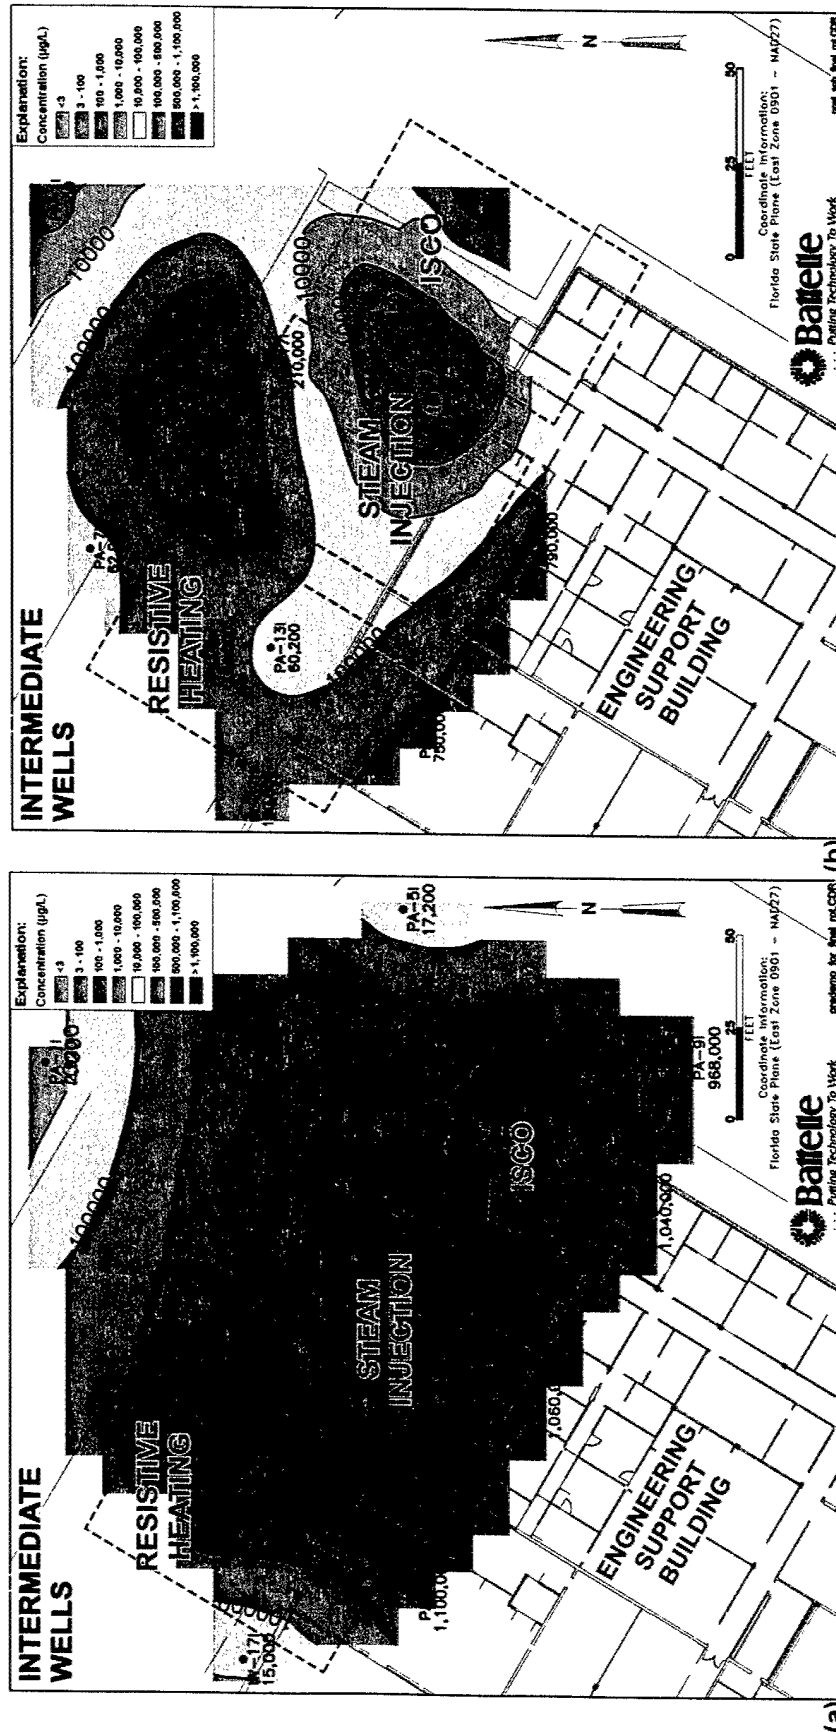 INTERMEDIATE
WELLS
Explanation:
Concentration (µg/L)
<3
3 - 100
100 - 1,000
1,000 - 10,000
10,000 - 100,000
100,000 - 500,000
500,000 - 1,100,000
>1,100,000
PA-5I
17,200
100000
RESISTIVE
HEATING
STEAM
INJECTION
ISCO
15,000
1,100,0
1,060,0
1,040,000
PA-9I
968,000
ENGINEERING
SUPPORT
BUILDING
N
0
25
50
FEET
Coordinate Information:
Florida State Plane (East Zone 0901 - NAD27)
Battelle
. . . Putting Technology To Work
(a)
INTERMEDIATE
WELLS
Explanation:
Concentration (µg/L)
<3
3 - 100
100 - 1,000
1,000 - 10,000
10,000 - 100,000
100,000 - 500,000
500,000 - 1,100,000
>1,100,000
10000
100000
RESISTIVE
HEATING
210,000
10000
PA-13I
60,200
STEAM
INJECTION
ISCO
100000
750,00
790,000
ENGINEERING
SUPPORT
BUILDING
N
0
25
50
FEET
Coordinate Information:
Florida State Plane (East Zone 0901 - NAD27)
Battelle
. . . Putting Technology To Work
(b)